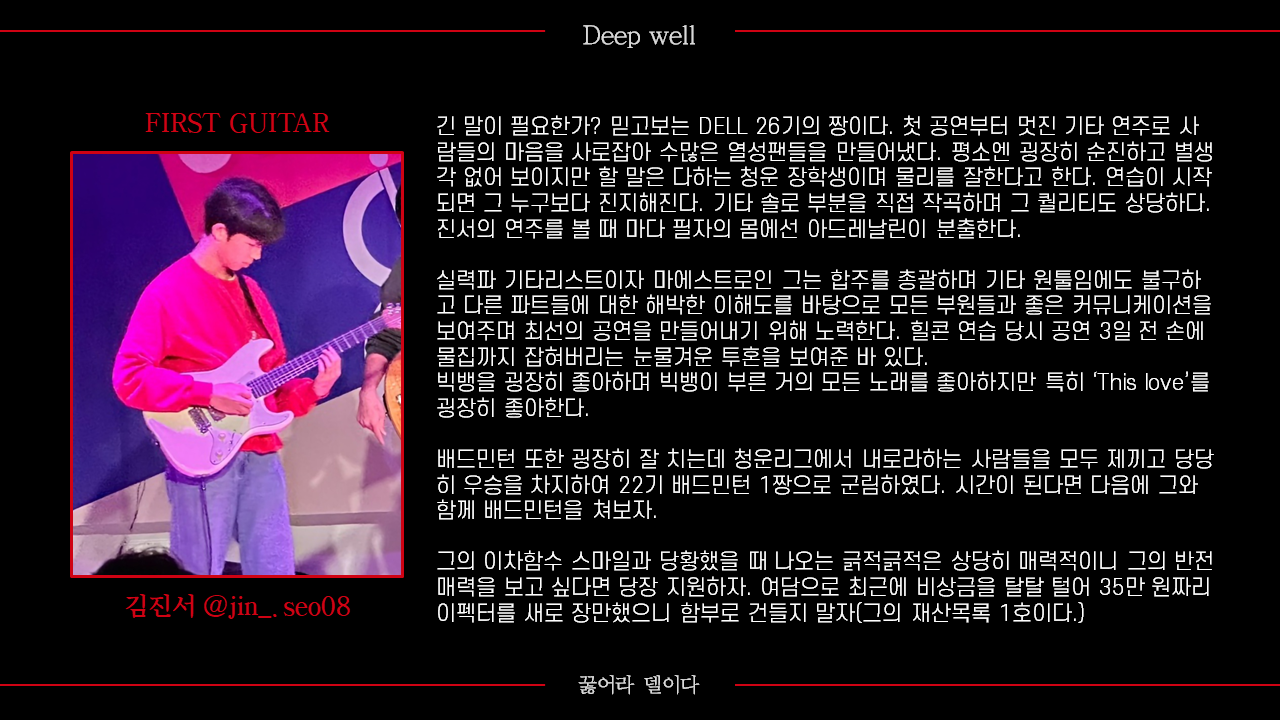 Deep well
FIRST GUITAR
긴 말이 필요한가? 믿고보는 DELL 26기의 짱이다. 첫 공연부터 멋진 기타 연주로 사
람들의 마음을 사로잡아 수많은 열성팬들을 만들어냈다. 평소엔 굉장히 순진하고 별생
각 없어 보이지만 할 말은 다하는 청운 장학생이며 물리를 잘한다고 한다. 연습이 시작
되면 그 누구보다 진지해진다. 기타 솔로 부분을 직접 작곡하며 그 퀄리티도 상당하다.
진서의 연주를 볼 때 마다 필자의 몸에선 아드레날린이 분출한다.
실력파 기타리스트이자 마에스트로인 그는 합주를 총괄하며 기타 원툴임에도 불구하
고 다른 파트들에 대한 해박한 이해도를 바탕으로 모든 부원들과 좋은 커뮤니케이션을
보여주며 최선의 공연을 만들어내기 위해 노력한다. 힐콘 연습 당시 공연 3일 전 손에
물집까지 잡혀버리는 눈물겨운 투혼을 보여준 바 있다.
빅뱅을 굉장히 좋아하며 빅뱅이 부른 거의 모든 노래를 좋아하지만 특히 ‘This love’를
굉장히 좋아한다.
배드민턴 또한 굉장히 잘 치는데 청운리그에서 내로라하는 사람들을 모두 제끼고 당당
히 우승을 차지하여 22기 배드민턴 1짱으로 군림하였다. 시간이 된다면 다음에 그와
함께 배드민턴을 쳐보자.
그의 이차함수 스마일과 당황했을 때 나오는 긁적긁적은 상당히 매력적이니 그의 반전
매력을 보고 싶다면 당장 지원하자. 여담으로 최근에 비상금을 탈탈 털어 35만 원짜리
이펙터를 새로 장만했으니 함부로 건들지 말자(그의 재산목록 1호이다.)
김진서 @jin_. seo08
꿇어라 델이다